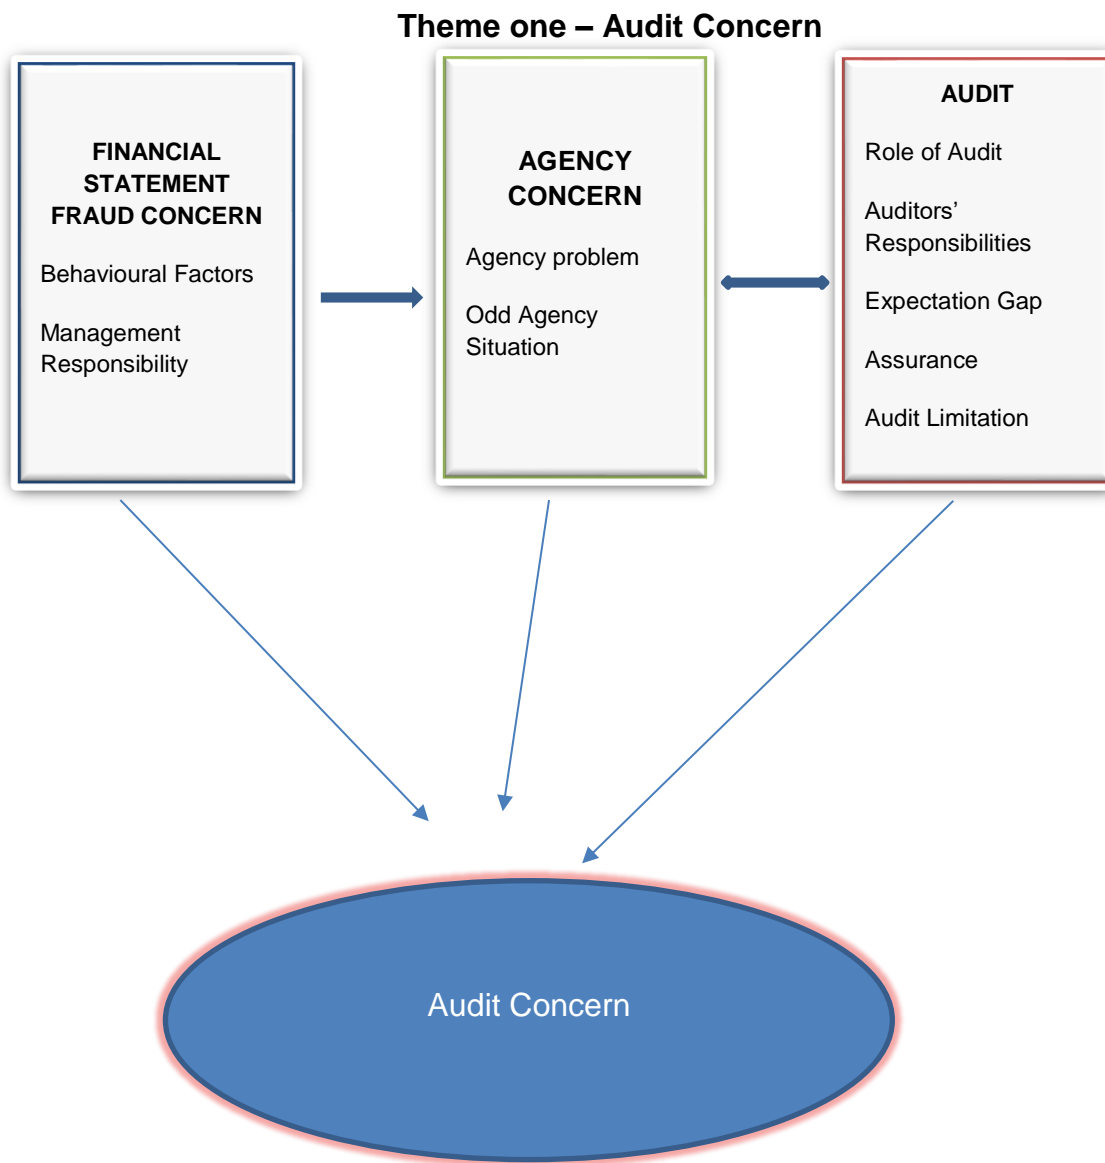 Theme one – Audit Concern
FINANCIAL
STATEMENT
FRAUD CONCERN
Behavioural Factors
Management
Responsibility
AGENCY
CONCERN
Agency problem
Odd Agency
Situation
AUDIT
Role of Audit
Auditors’
Responsibilities
Expectation Gap
Assurance
Audit Limitation
Audit Concern